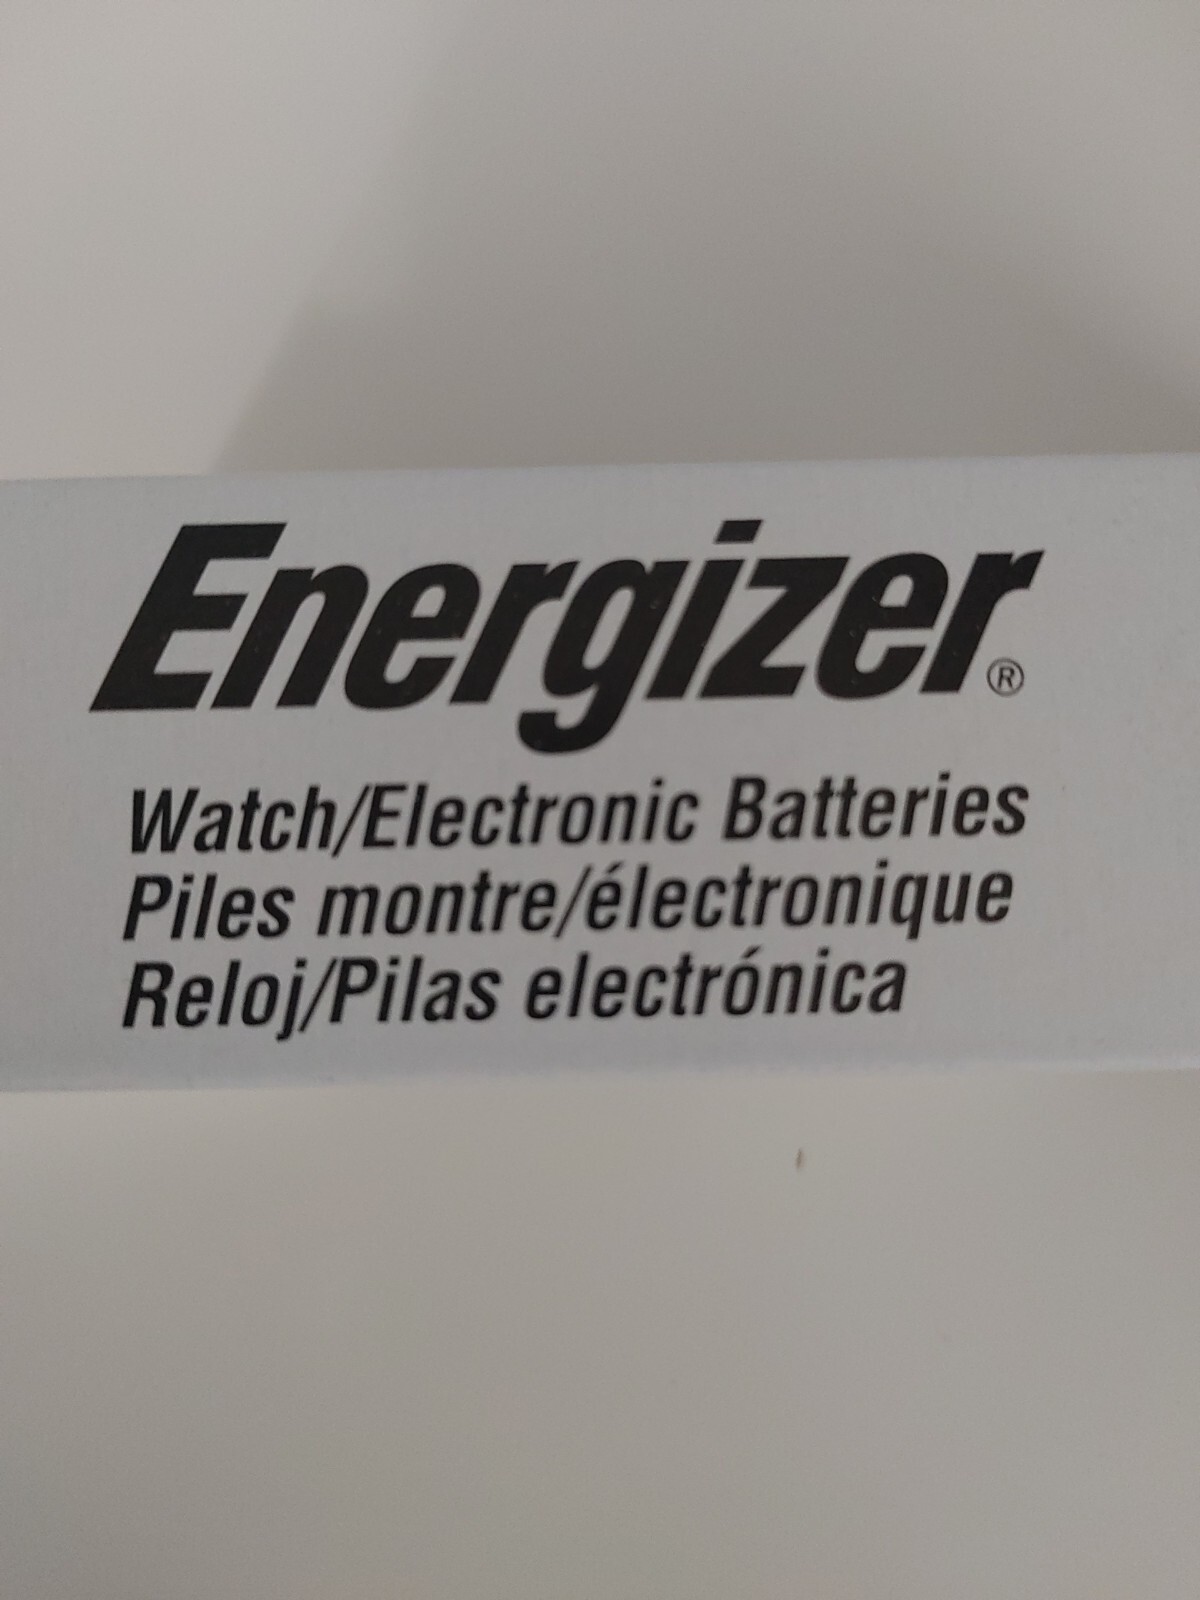 Energizer®
Watch/Electronic Batteries
Piles montre/électronique
Reloj/Pilas electrónica